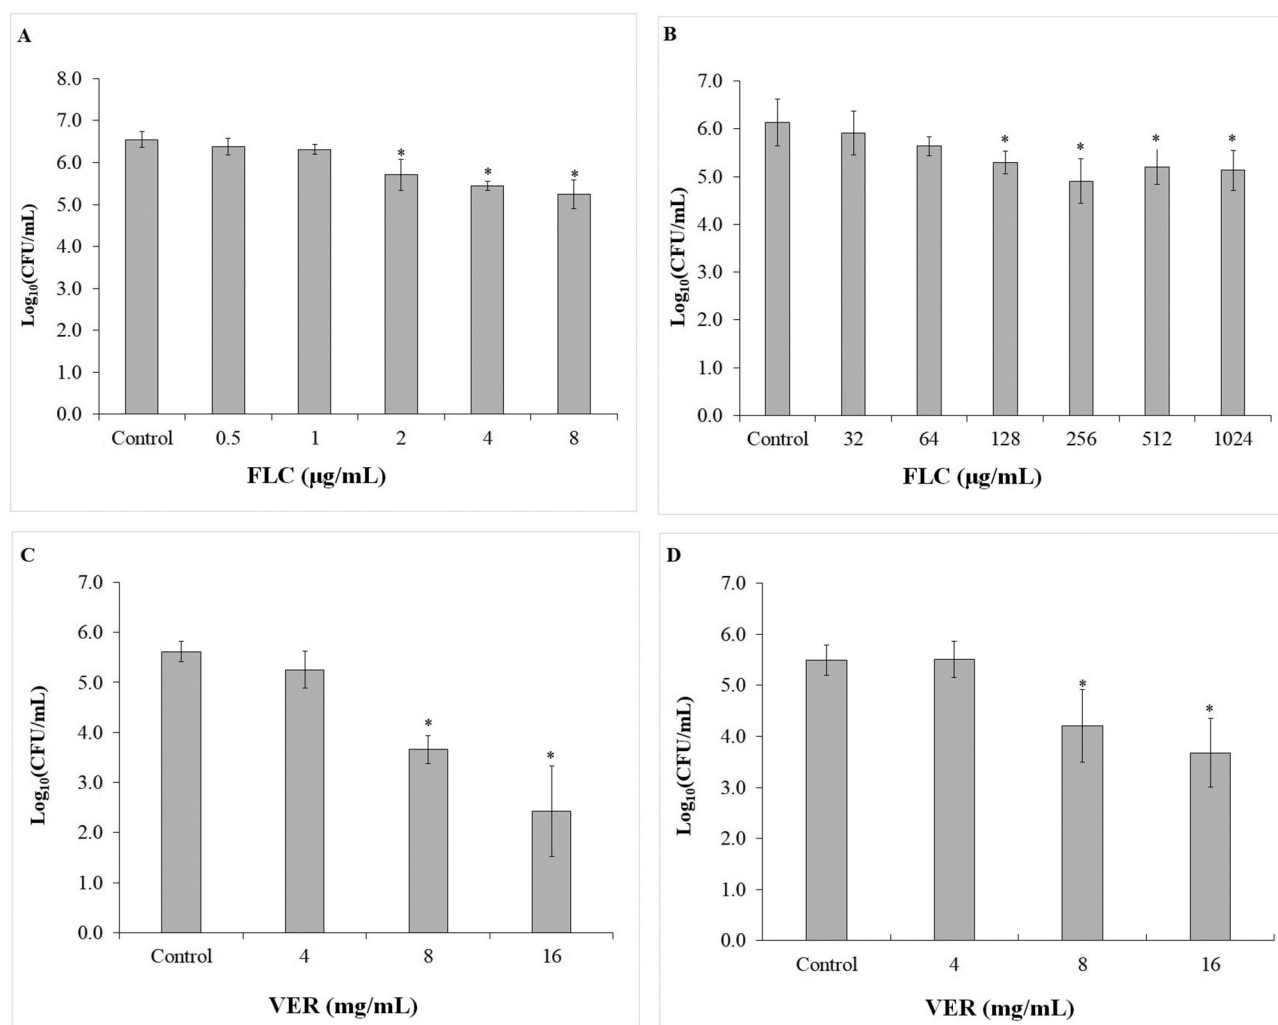 A
8.0
7.0
6.0
5.0
4.0
3.0
2.0
1.0
0.0
Log10(CFU/mL)
* * *
Control 0.5 1 2 4 8
FLC (µg/mL)
B
7.0
6.0
5.0
4.0
3.0
2.0
1.0
0.0
Log10(CFU/mL)
* * * *
Control 32 64 128 256 512 1024
FLC (µg/mL)
C
7.0
6.0
5.0
4.0
3.0
2.0
1.0
0.0
Log10(CFU/mL)
* *
Control 4 8 16
VER (mg/mL)
D
7.0
6.0
5.0
4.0
3.0
2.0
1.0
0.0
Log10(CFU/mL)
* *
Control 4 8 16
VER (mg/mL)